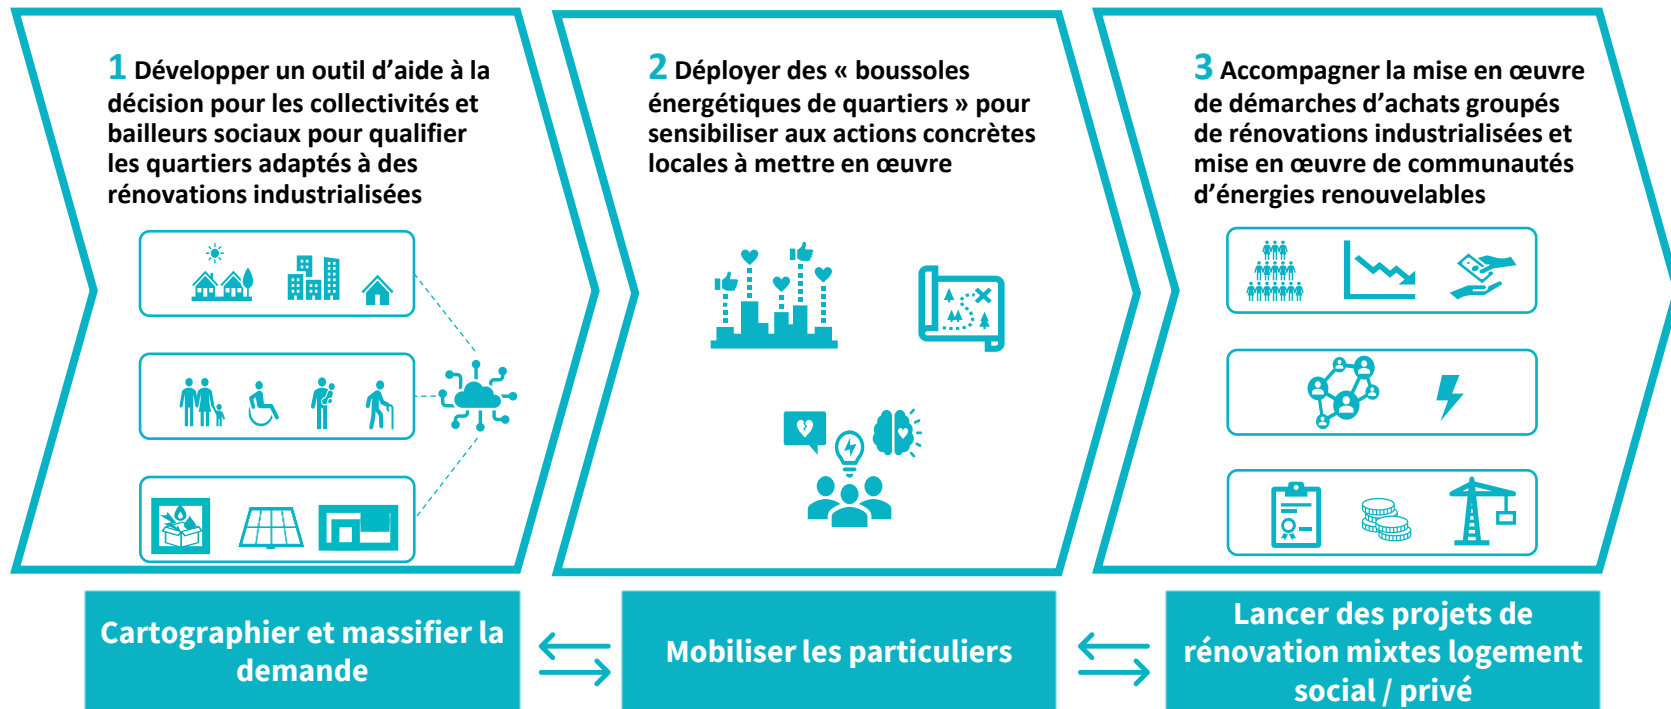 1 Développer un outil d’aide à la
décision pour les collectivités et
bailleurs sociaux pour qualifier
les quartiers adaptés à des
rénovations industrialisées
2 Déployer des « boussoles
énergétiques de quartiers » pour
sensibiliser aux actions concrètes
locales à mettre en œuvre
3 Accompagner la mise en œuvre
de démarches d’achats groupés
de rénovations industrialisées et
mise en œuvre de communautés
d’énergies renouvelables
Cartographier et massifier la
demande
Mobiliser les particuliers
Lancer des projets de
rénovation mixtes logement
social / privé